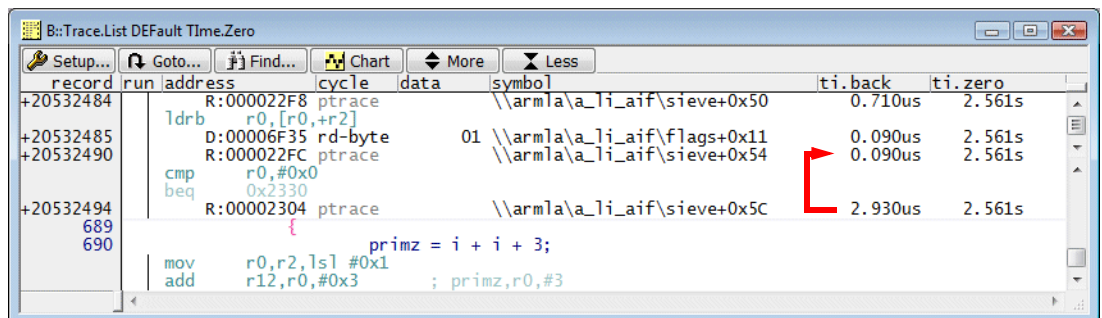 B::Trace.List DEFault TIme.Zero
Setup... Goto... Find... Chart More Less
record run address cycle data symbol ti.back ti.zero
+20532484 R:000022F8 ptrace \\armla\a_li_aif\sieve+0x50 0.710us 2.561s
ldrb r0,[r0,+r2]
+20532485 D:00006F35 rd-byte 01 \\armla\a_li_aif\flags+0x11 0.090us 2.561s
+20532490 R:000022FC ptrace \\armla\a_li_aif\sieve+0x54 0.090us 2.561s
cmp r0,#0x0
beq 0x2330
+20532494 R:00002304 ptrace \\armla\a_li_aif\sieve+0x5C 2.930us 2.561s
689 {
690 primz = i + i + 3;
mov r0,r2,lsl #0x1
add r12,r0,#0x3 ; primz,r0,#3